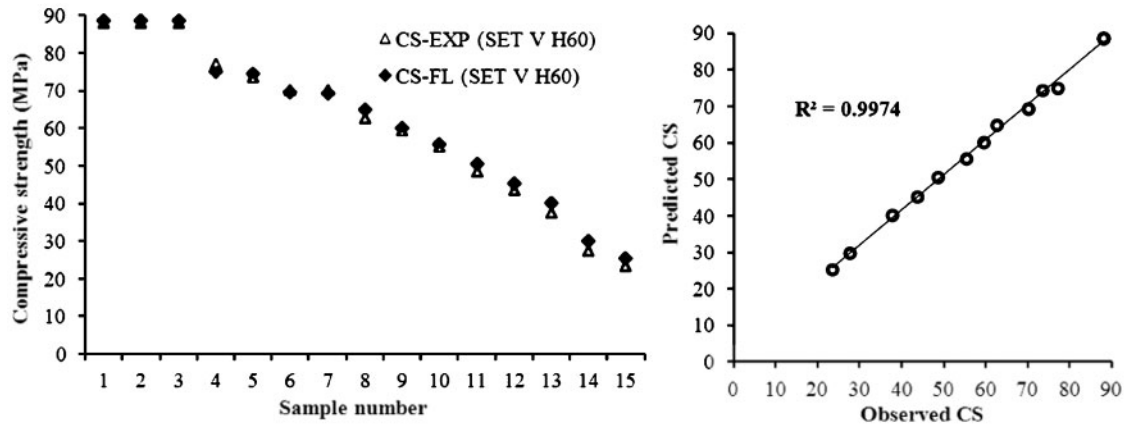 Compressive strength (MPa)
90
80
70
60
50
40
30
20
10
0
CS-EXP (SET V H60)
CS-FL (SET V H60)
1 2 3 4 5 6 7 8 9 10 11 12 13 14 15
Sample number
Predicted CS
90
80
70
60
50
40
30
20
10
0
R² = 0.9974
0 10 20 30 40 50 60 70 80 90
Observed CS